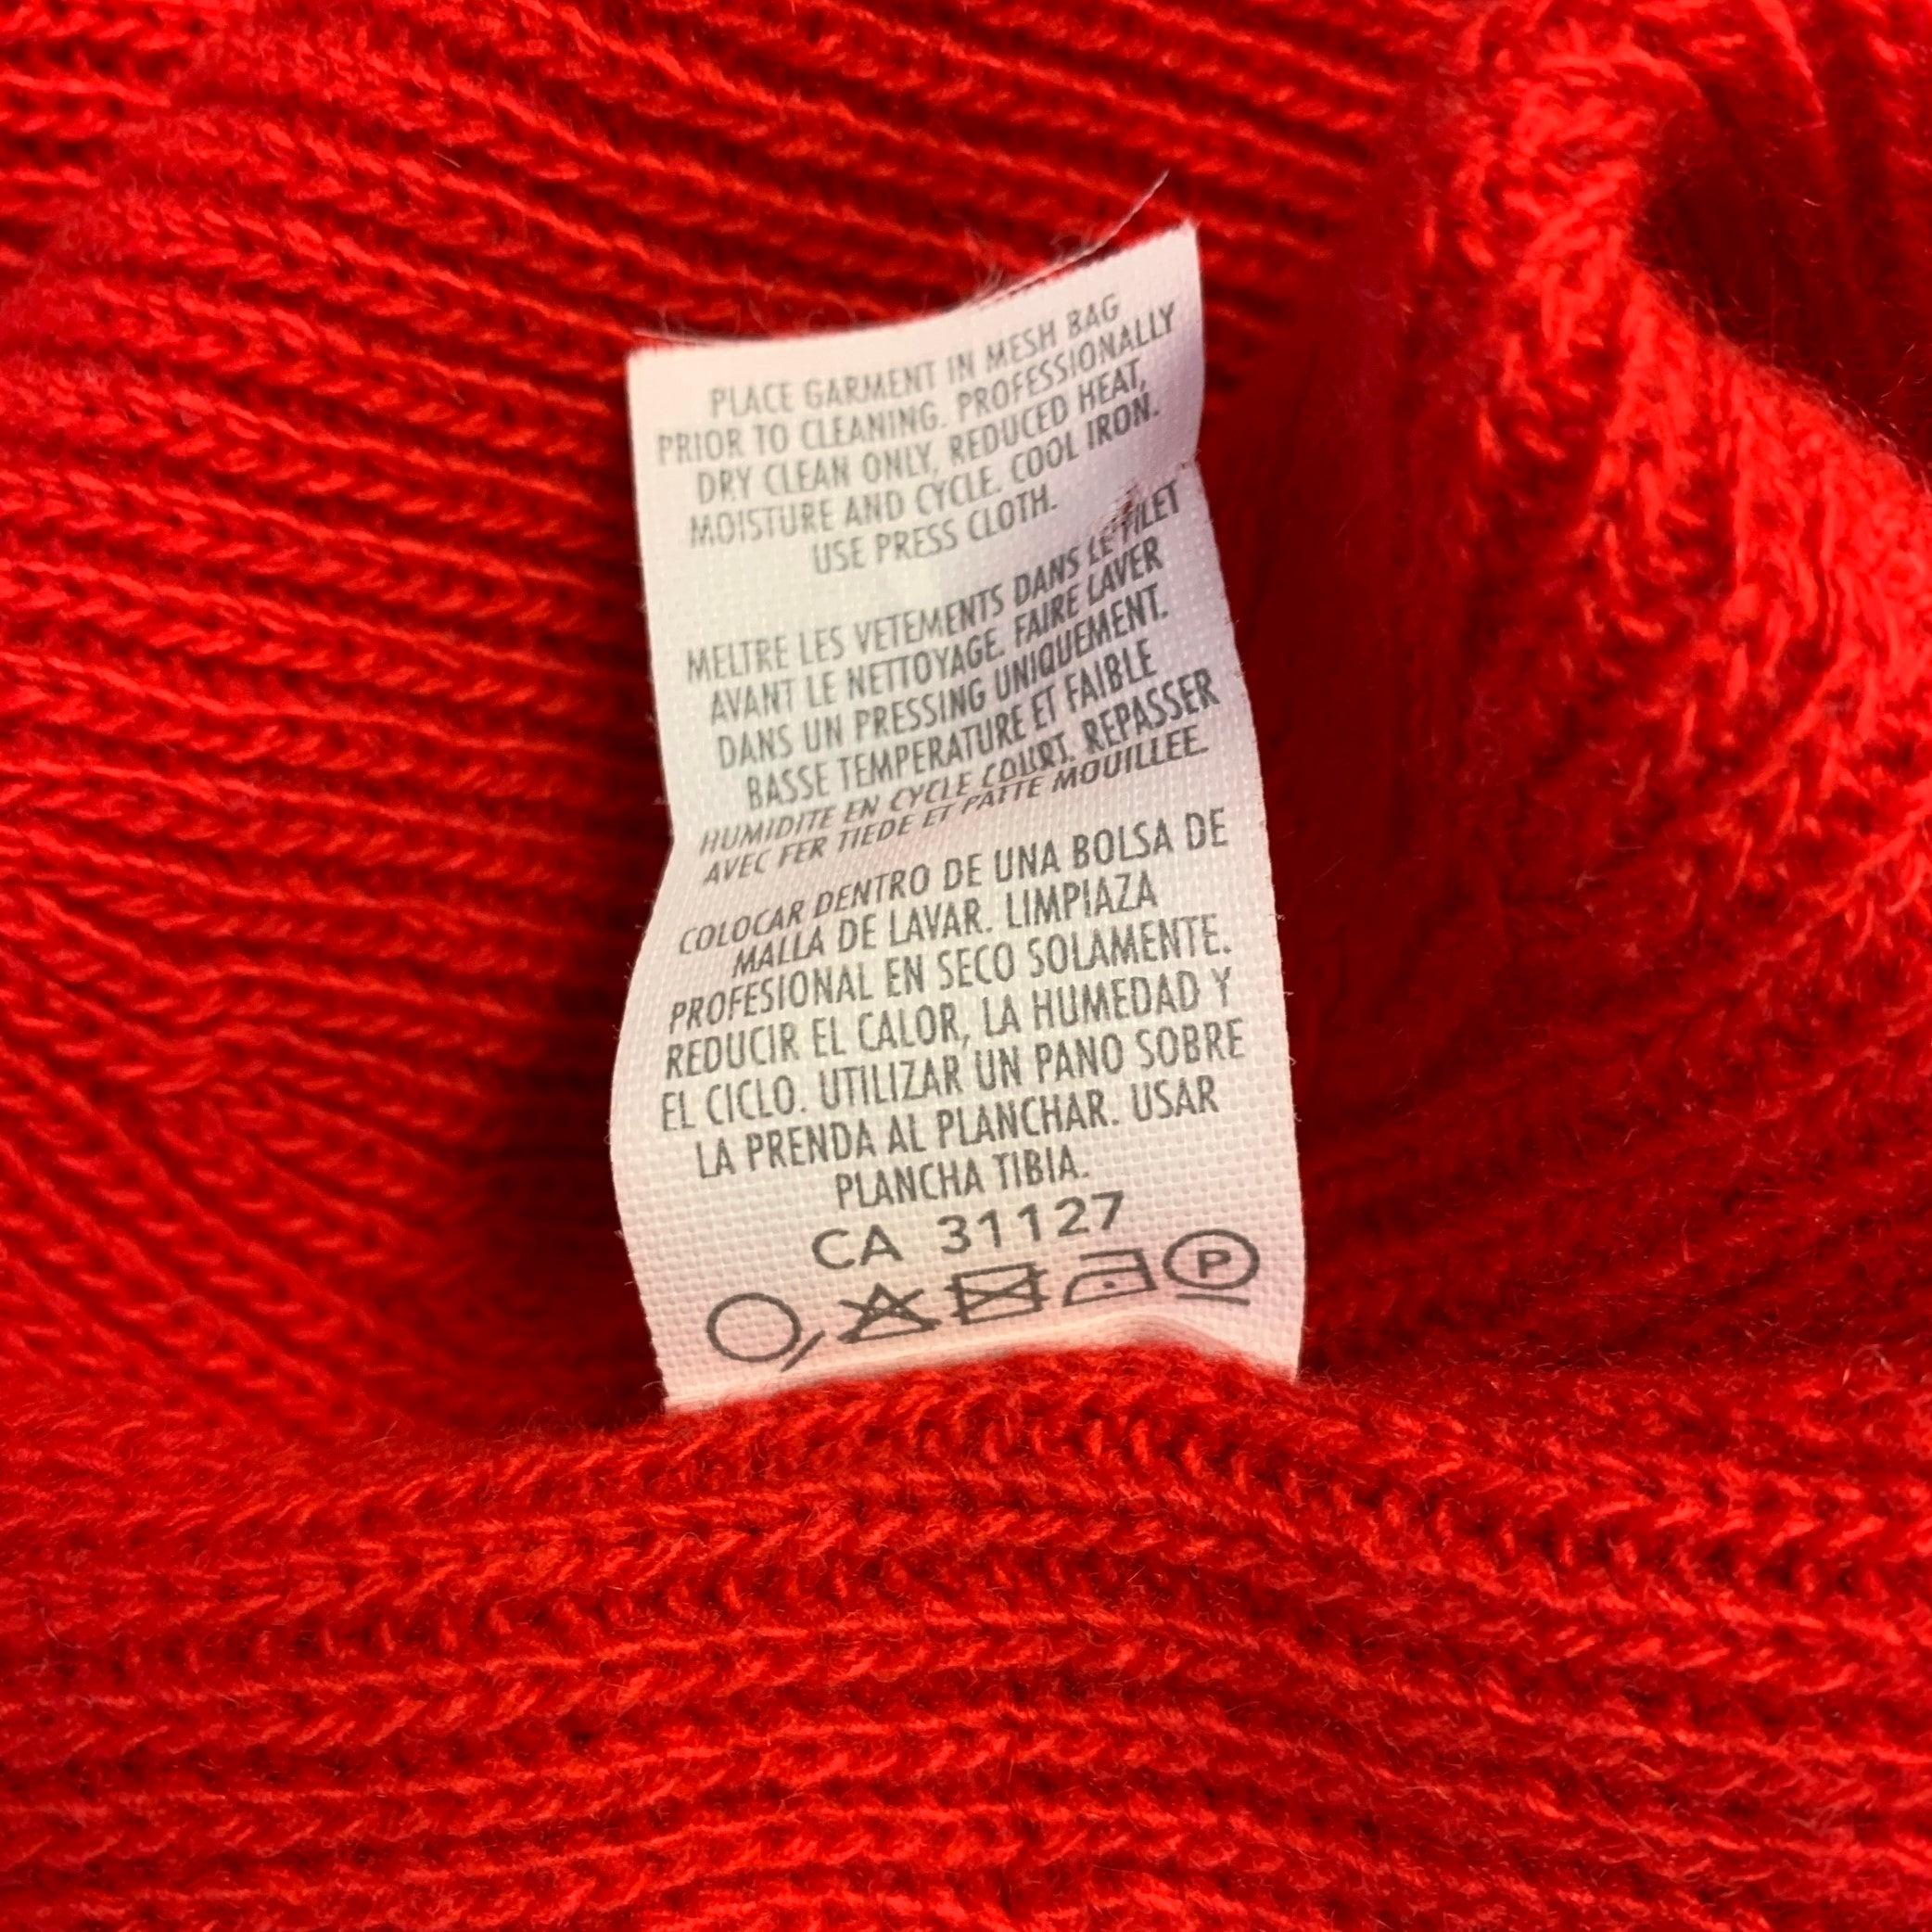 PLACE GARMENT IN MESH BAG
PRIOR TO CLEANING. PROFESSIONALLY
DRY CLEAN ONLY, REDUCED HEAT,
MOISTURE AND CYCLE. COOL IRON.
USE PRESS CLOTH.
MELTRE LES VETEMENTS DANS LE FILET
AVANT LE NETTOYAGE. FAIRE LAVER
DANS UN PRESSING UNIQUEMENT.
BASSE TEMPERATURE ET FAIBLE
HUMIDITE EN CYCLE COURT. REPASSER
AVEC FER TIEDE ET PATTE MOUILLEE.
COLOCAR DENTRO DE UNA BOLSA DE
MALLA DE LAVAR. LIMPIAZA
PROFESIONAL EN SECO SOLAMENTE.
REDUCIR EL CALOR, LA HUMEDAD Y
EL CICLO. UTILIZAR UN PANO SOBRE
LA PRENDA AL PLANCHAR. USAR
PLANCHA TIBIA.
CA 31127
P